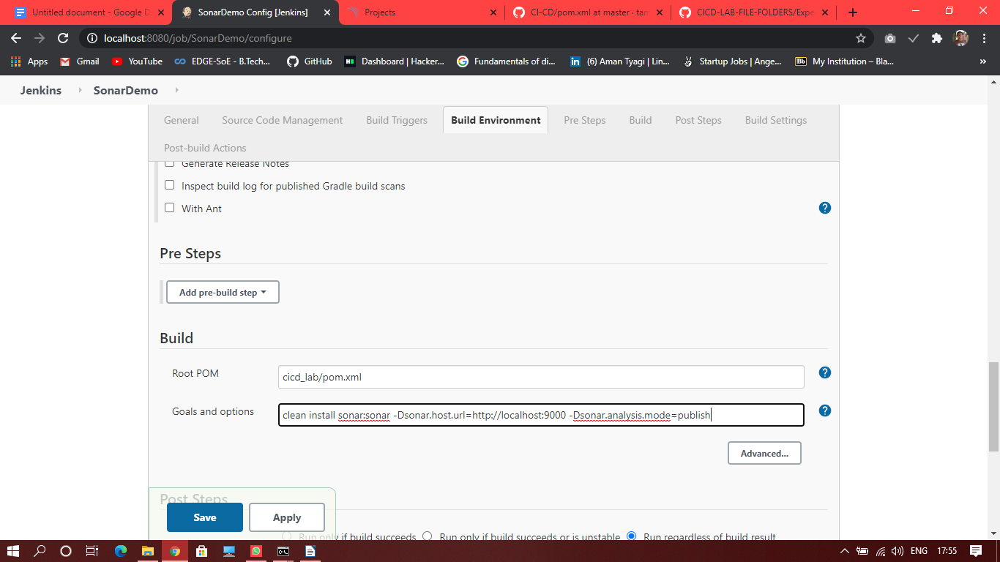 Untitled document - Google D
SonarDemo Config [Jenkins]
Projects
CI-CD/pom.xml at master · tam
CICD-LAB-FILE-FOLDERS/Expe
localhost:8080/job/SonarDemo/configure
Apps
Gmail
YouTube
EDGE-SoE - B.Tech...
GitHub
Dashboard | Hacker...
Fundamentals of di...
(6) Aman Tyagi | Lin...
Startup Jobs | Ange...
Bb My Institution – Bla...
»
Jenkins
SonarDemo
General
Source Code Management
Build Triggers
Build Environment
Pre Steps
Build
Post Steps
Build Settings
Post-build Actions
Generate Release Notes
Inspect build log for published Gradle build scans
With Ant
Pre Steps
Add pre-build step
Build
Root POM
cicd_lab/pom.xml
Goals and options
clean install sonar:sonar -Dsonar.host.url=http://localhost:9000 -Dsonar.analysis.mode=publish
Advanced...
Post Steps
Save
Apply
Run only if build succeeds
Run only if build succeeds or is unstable
Run regardless of build result
ENG
17:55